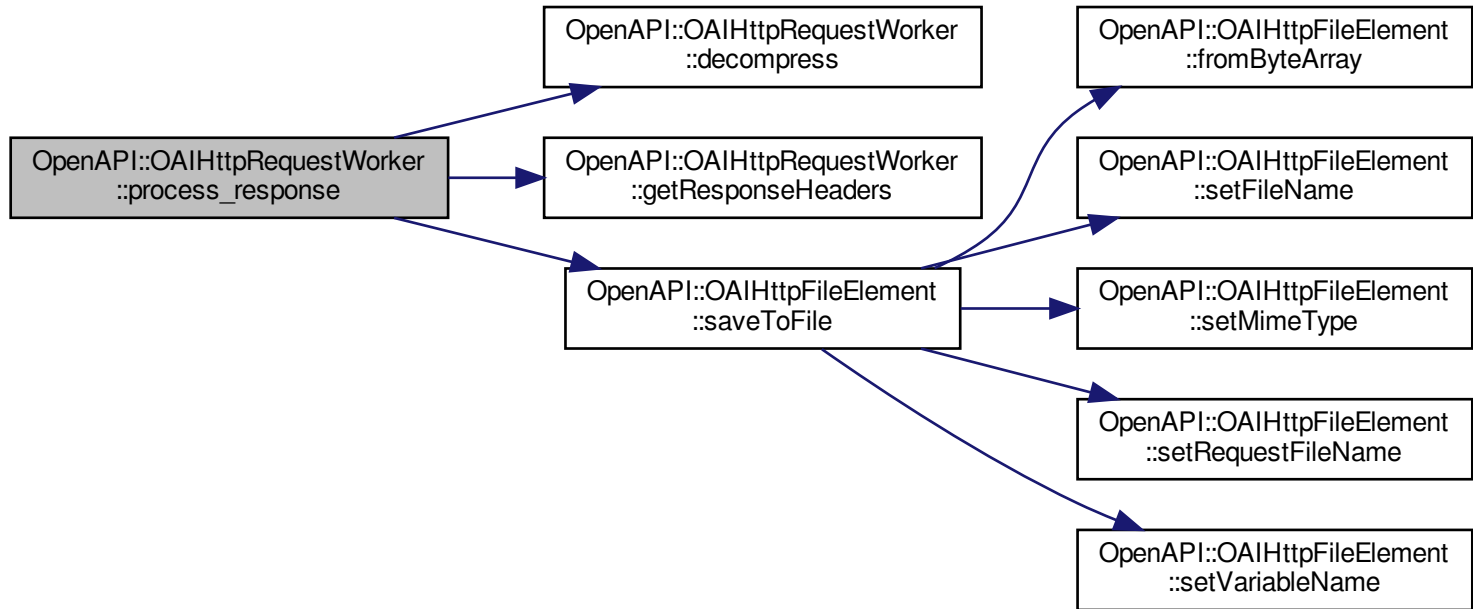 OpenAPI::OAIHttpRequestWorker
::process_response
OpenAPI::OAIHttpRequestWorker
::decompress
OpenAPI::OAIHttpRequestWorker
::getResponseHeaders
OpenAPI::OAIHttpFileElement
::saveToFile
OpenAPI::OAIHttpFileElement
::fromByteArray
OpenAPI::OAIHttpFileElement
::setFileName
OpenAPI::OAIHttpFileElement
::setMimeType
OpenAPI::OAIHttpFileElement
::setRequestFileName
OpenAPI::OAIHttpFileElement
::setVariableName